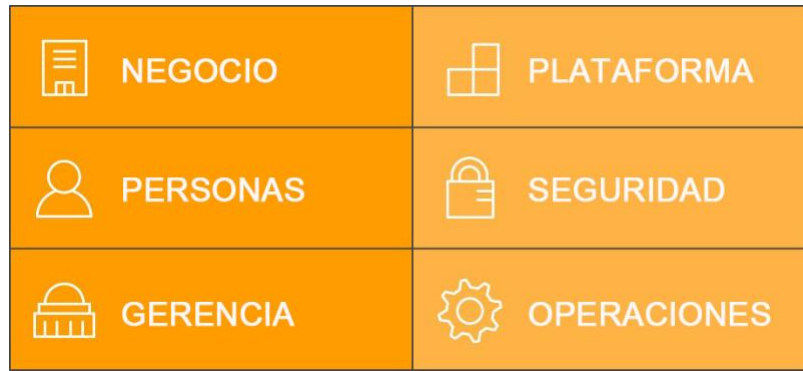 NEGOCIO
PLATAFORMA
PERSONAS
SEGURIDAD
GERENCIA
OPERACIONES